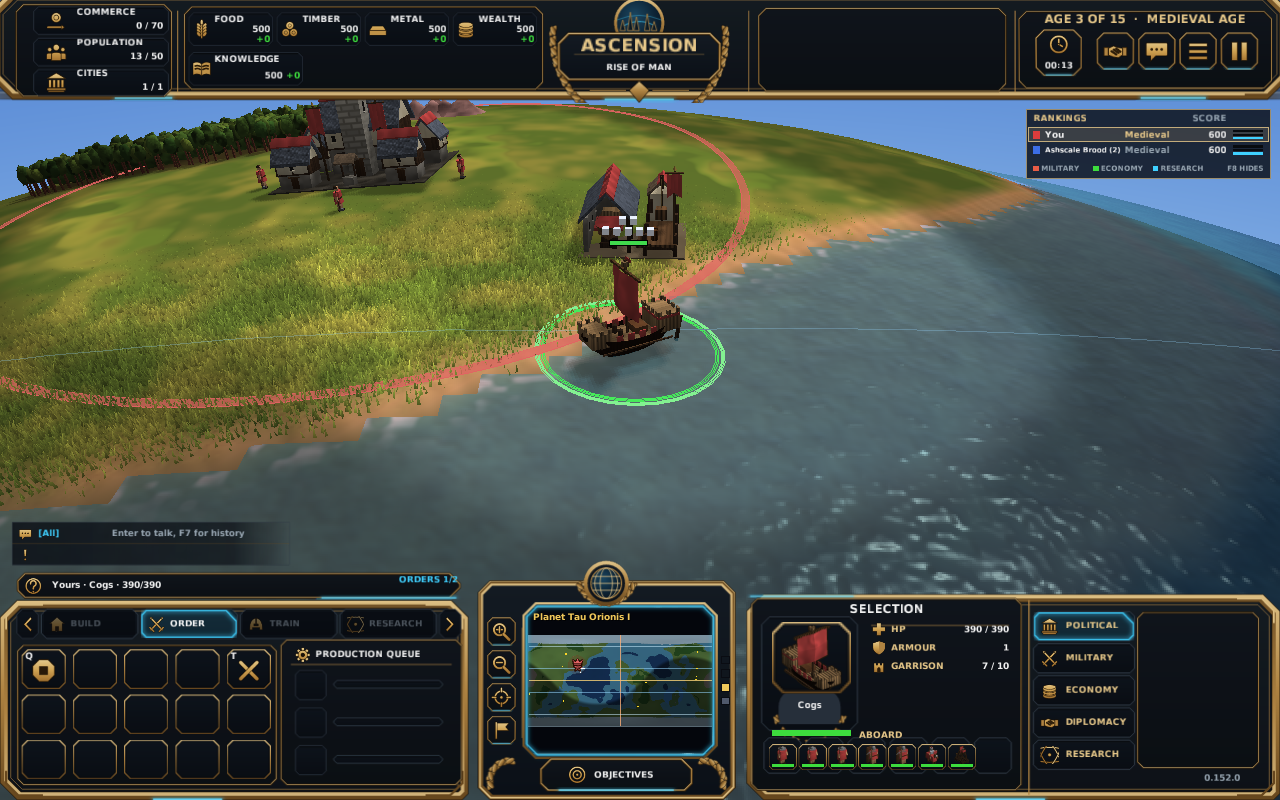 COMMERCE
0 / 70
POPULATION
13 / 50
CITIES
1 / 1
FOOD
500
+0
TIMBER
500
+0
METAL
500
+0
WEALTH
500
+0
KNOWLEDGE
500 +0
ASCENSION
RISE OF MAN
AGE 3 OF 15 · MEDIEVAL AGE
00:13
RANKINGS SCORE
You Medieval 600
Ashscale Brood (2) Medieval 600
MILITARY ECONOMY RESEARCH F8 HIDES
[All] Enter to talk, F7 for history
!
Yours · Cogs · 390/390
ORDERS 1/2
BUILD
ORDER
TRAIN
RESEARCH
Q
T
PRODUCTION QUEUE
Planet Tau Orionis I
OBJECTIVES
SELECTION
Cogs
HP 390 / 390
ARMOUR 1
GARRISON 7 / 10
ABOARD
POLITICAL
MILITARY
ECONOMY
DIPLOMACY
RESEARCH
0.152.0